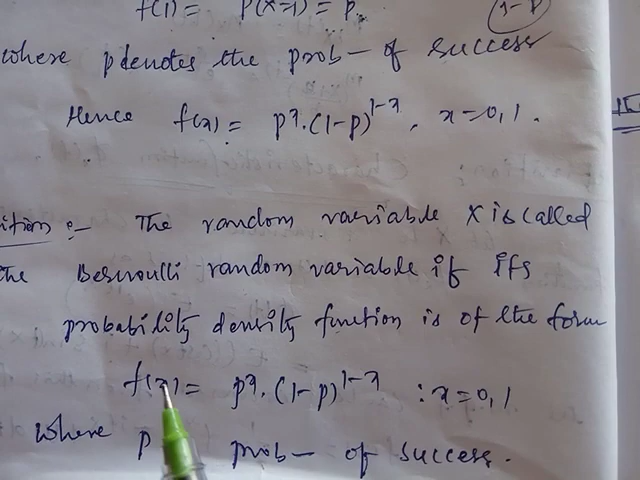 f(1) = P(X=1) = p. (1-p)
where p denotes the prob — of success
Hence f(x) = p^x. (1-p)^{1-x}, x=0,1.
ition :- The random variable X is called
the Bernoulli random variable if its
probability density function is of the form
f(x) = p^x. (1-p)^{1-x} : x=0,1
where p prob — of success.